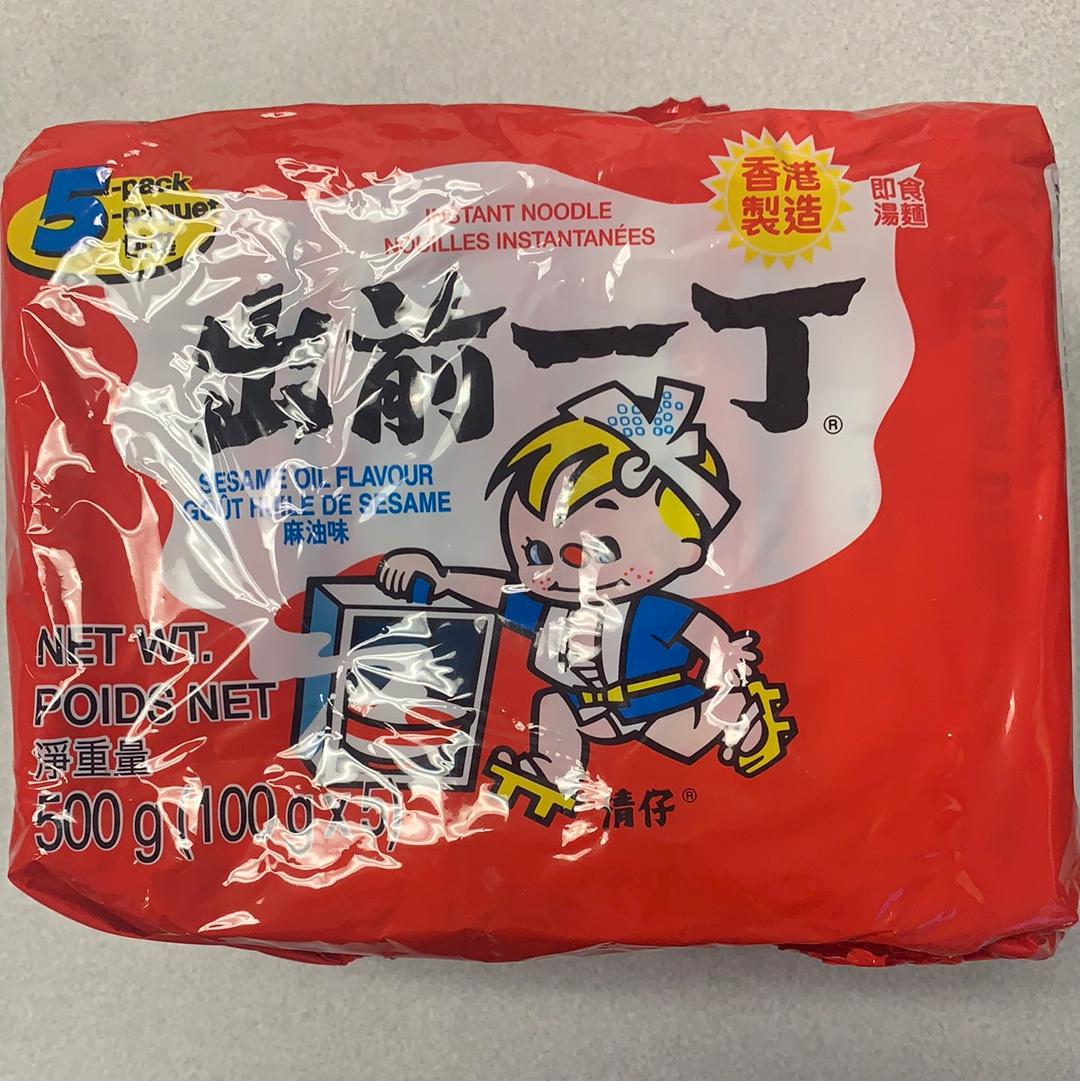 5-pack
-paquet
INSTANT NOODLE
NOUILLES INSTANTANÉES
香港
製造
即食
湯麵
出前一丁®
SESAME OIL FLAVOUR
GOÛT HUILE DE SESAME
麻油味
NET WT.
POIDS NET
淨重量
500 g (100 g x 5)
清仔®